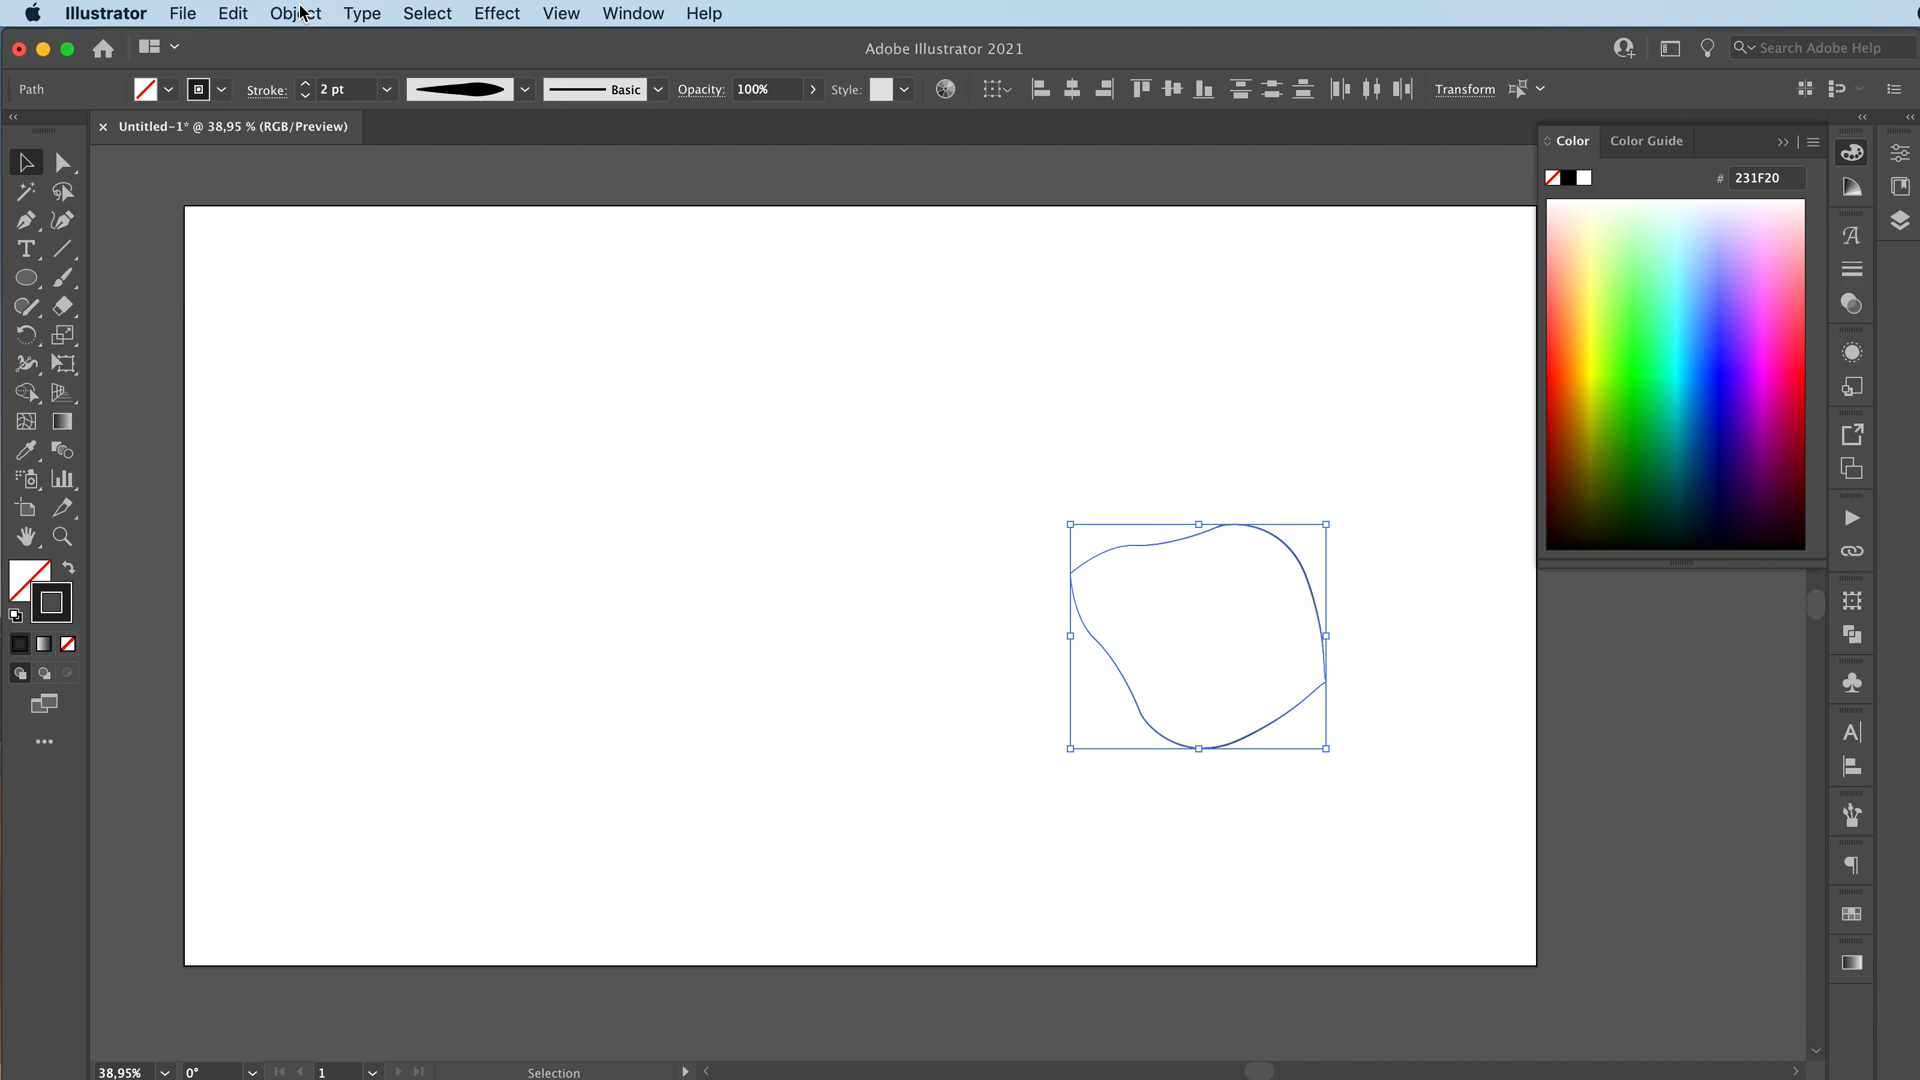 Illustrator File Edit Object Type Select Effect View Window Help
Adobe Illustrator 2021
Search Adobe Help
Path Stroke: 2 pt Basic Opacity: 100% Style: Transform
× Untitled-1* @ 38,95 % (RGB/Preview)
Color Color Guide
# 231F20
38,95% 0° 1 Selection